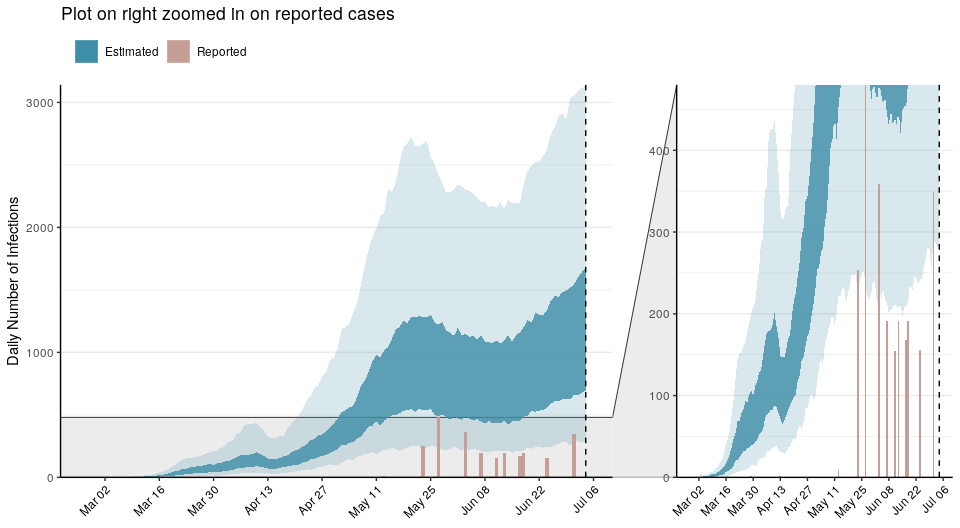 Plot on right zoomed in on reported cases
Estimated
Reported
Daily Number of Infections
3000
2000
1000
0
Mar 02
Mar 16
Mar 30
Apr 13
Apr 27
May 11
May 25
Jun 08
Jun 22
Jul 06
400
300
200
100
0
Mar 02
Mar 16
Mar 30
Apr 13
Apr 27
May 11
May 25
Jun 08
Jun 22
Jul 06